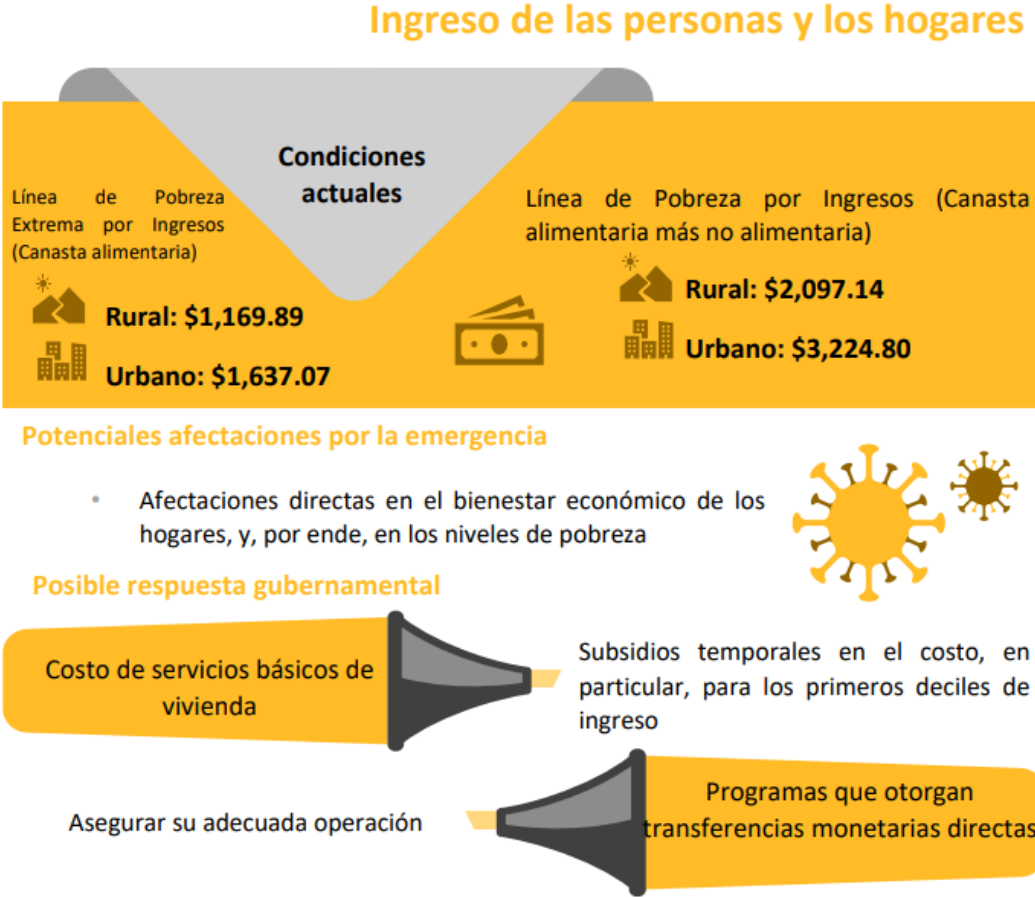 Ingreso de las personas y los hogares
Condiciones
actuales
Línea de Pobreza
Extrema por Ingresos
(Canasta alimentaria)
Rural: $1,169.89
Urbano: $1,637.07
Línea de Pobreza por Ingresos (Canasta
alimentaria más no alimentaria)
Rural: $2,097.14
Urbano: $3,224.80
Potenciales afectaciones por la emergencia
• Afectaciones directas en el bienestar económico de los
hogares, y, por ende, en los niveles de pobreza
Posible respuesta gubernamental
Costo de servicios básicos de
vivienda
Subsidios temporales en el costo, en
particular, para los primeros deciles de
ingreso
Asegurar su adecuada operación
Programas que otorgan
transferencias monetarias directas